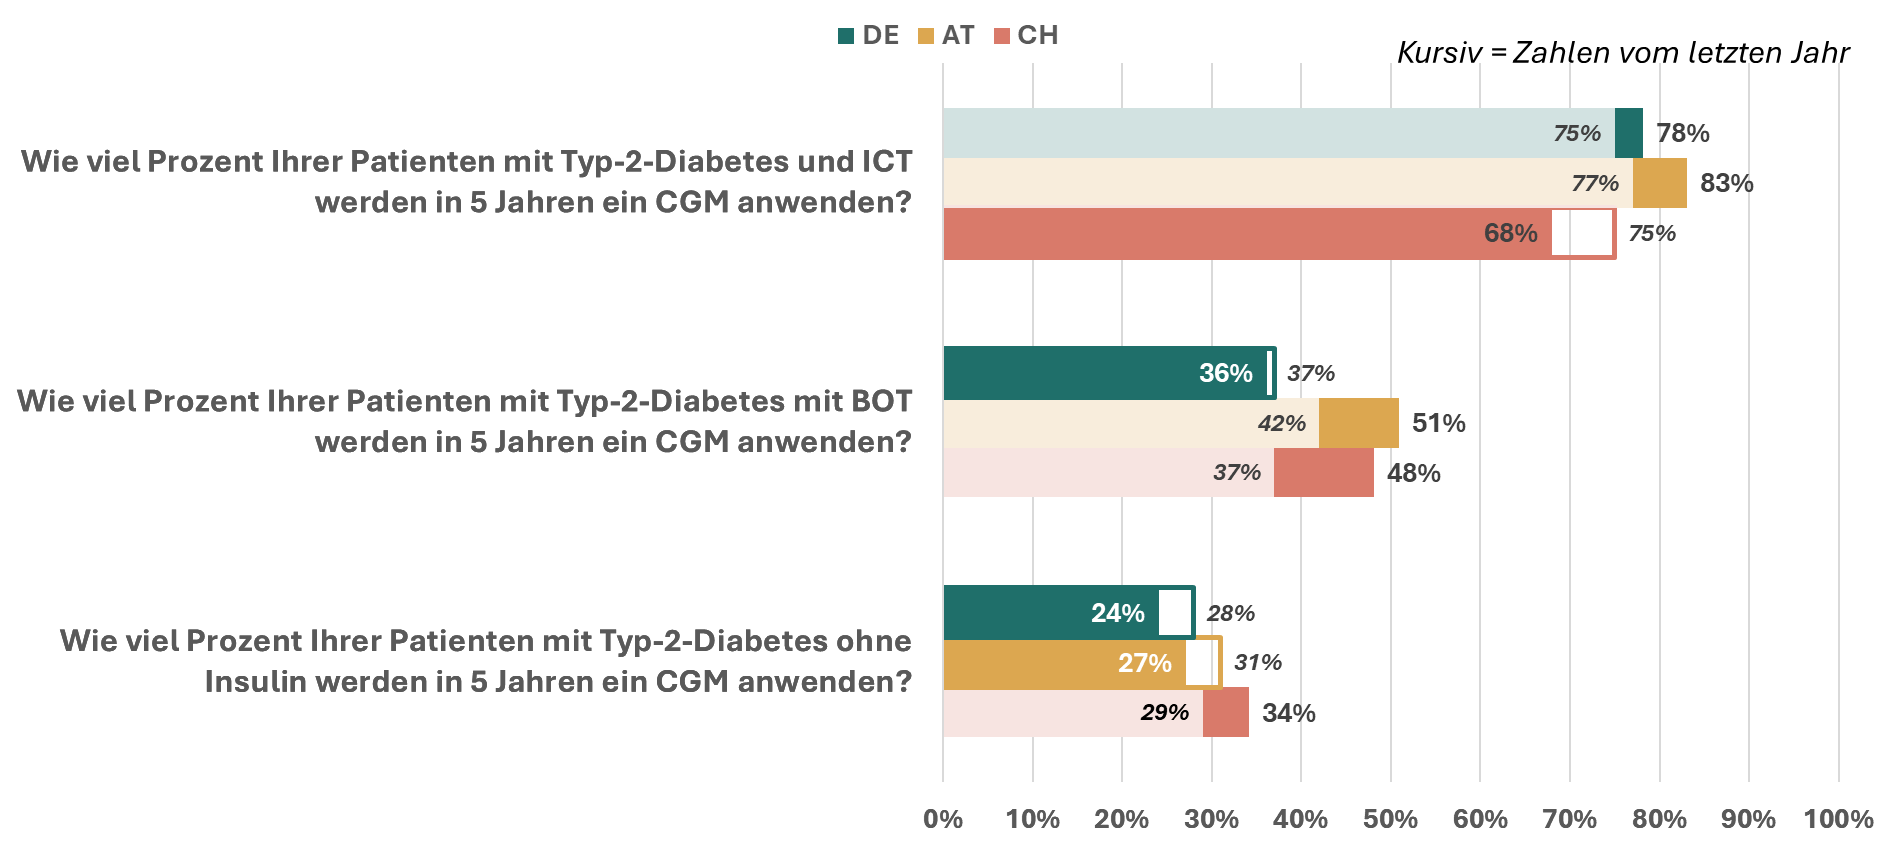 DE AT CH
Kursiv = Zahlen vom letzten Jahr
Wie viel Prozent Ihrer Patienten mit Typ-2-Diabetes und ICT
werden in 5 Jahren ein CGM anwenden?
75% 78%
77% 83%
68% 75%
Wie viel Prozent Ihrer Patienten mit Typ-2-Diabetes mit BOT
werden in 5 Jahren ein CGM anwenden?
36% 37%
42% 51%
37% 48%
Wie viel Prozent Ihrer Patienten mit Typ-2-Diabetes ohne
Insulin werden in 5 Jahren ein CGM anwenden?
24% 28%
27% 31%
29% 34%
0% 10% 20% 30% 40% 50% 60% 70% 80% 90% 100%